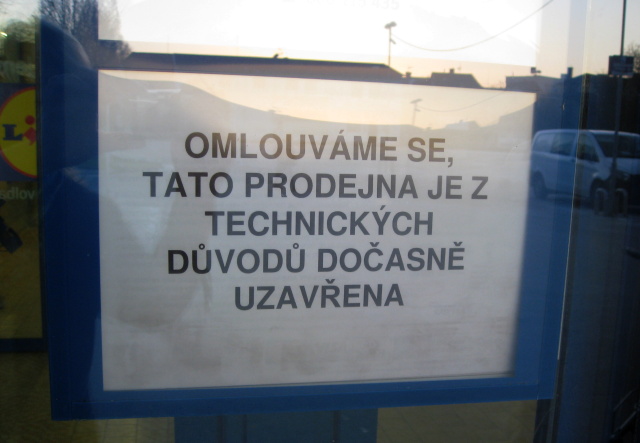 OMLOUVÁME SE,
TATO PRODEJNA JE Z
TECHNICKÝCH
DŮVODŮ DOČASNĚ
UZAVŘENA